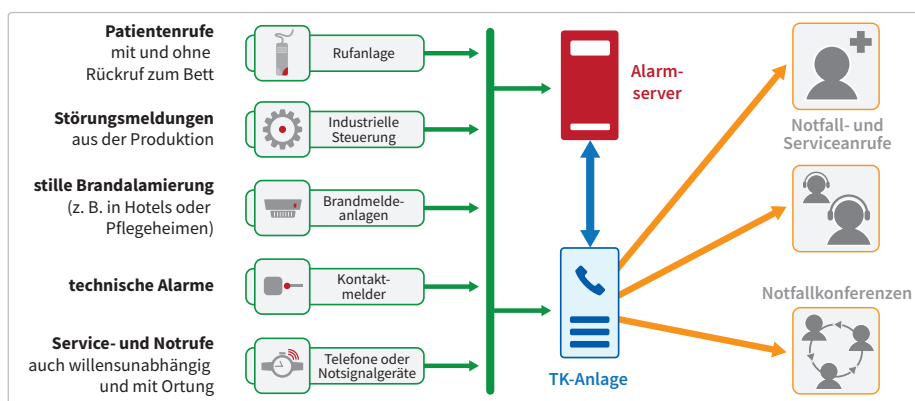 Patientenrufe
mit und ohne
Rückruf zum Bett
Rufanlage
Störungsmeldungen
aus der Produktion
Industrielle
Steuerung
stille Brandalamierung
(z. B. in Hotels oder
Pflegeheimen)
Brandmelde-
anlagen
technische Alarme
Kontakt-
melder
Service- und Notrufe
auch willensunabhängig
und mit Ortung
Telefone oder
Notsignalgeräte
Alarm-
server
TK-Anlage
Notfall- und
Serviceanrufe
Notfallkonferenzen